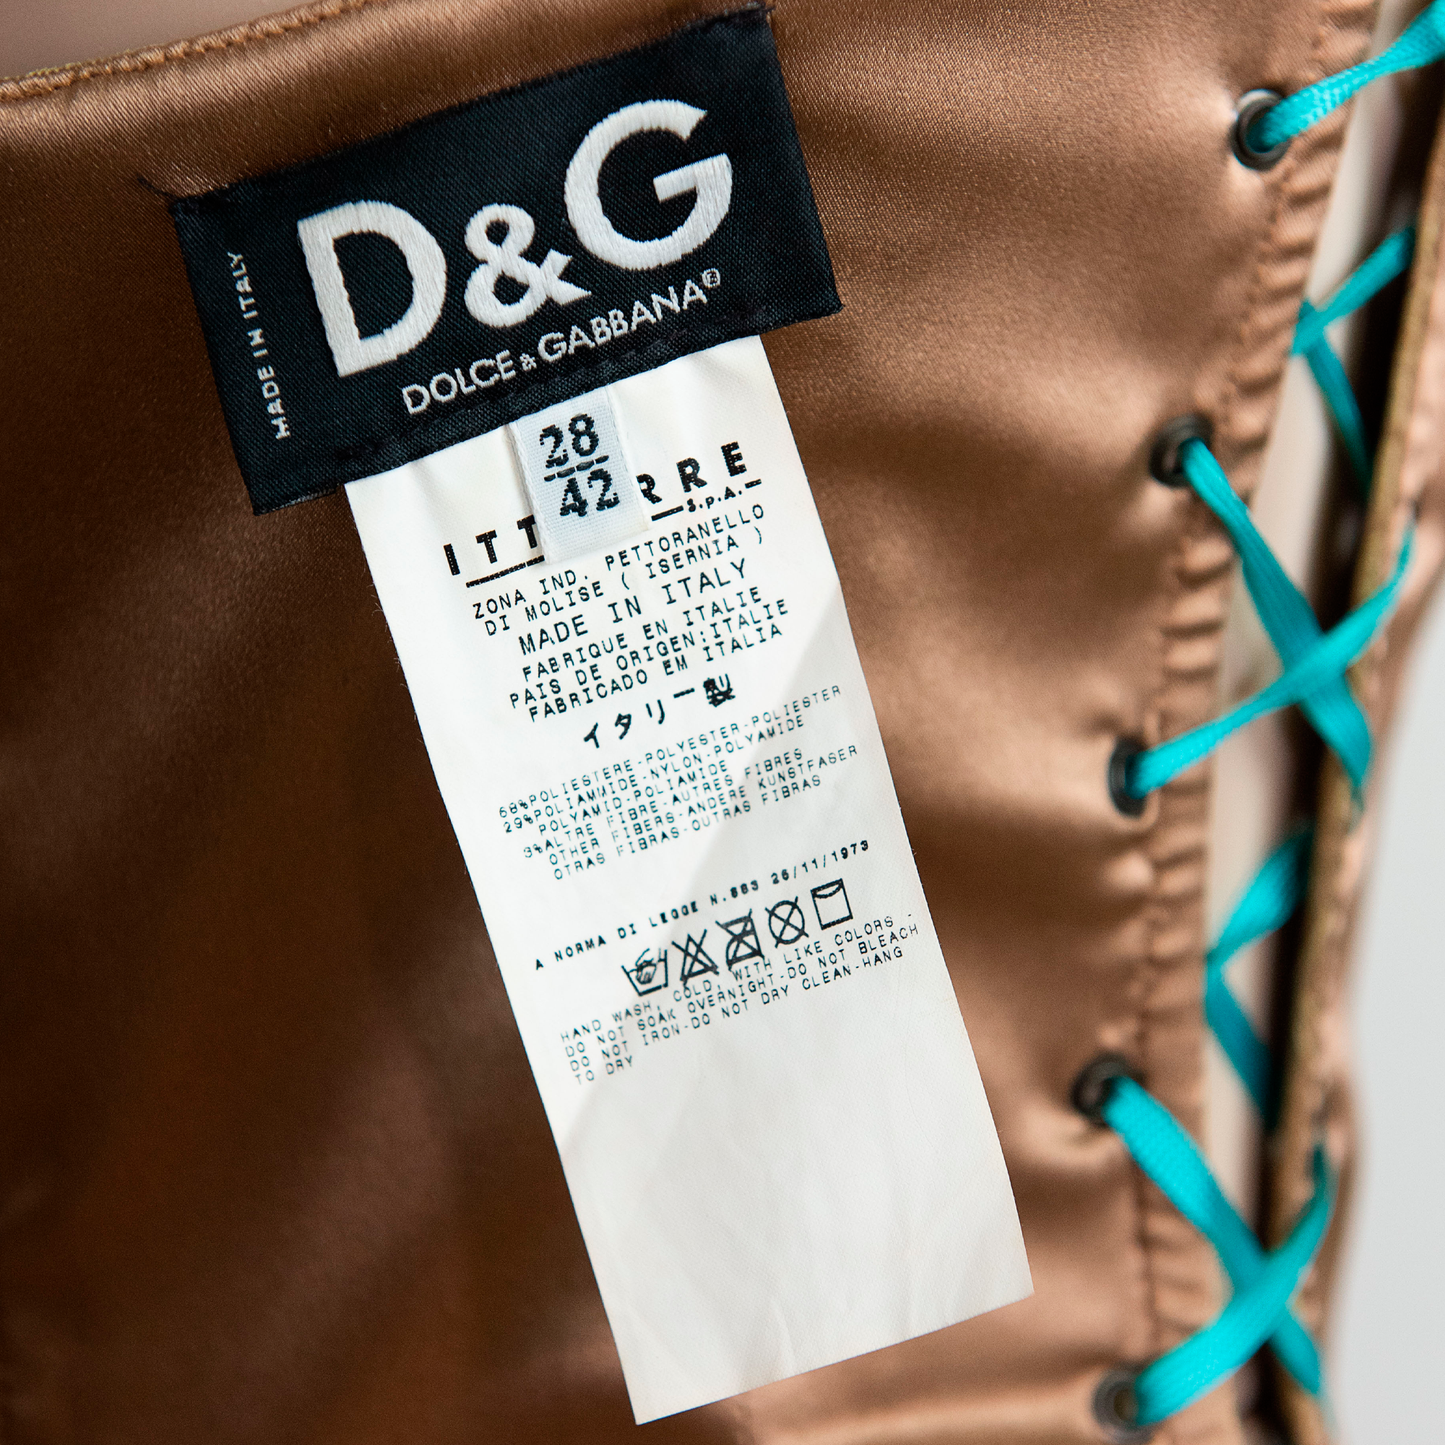 MADE IN ITALY
D&G
DOLCE & GABBANA®
28
42
ITT RRE
S.P.A.
ZONA IND. PETTORANELLO
DI MOLISE ( ISERNIA )
MADE IN ITALY
FABRIQUE EN ITALIE
PAIS DE ORIGEN:ITALIE
FABRICADO EM ITALIA
イタリー製
68%POLIESTERE-POLYESTER-POLIESTER
29%POLIAMMIDE-NYLON-POLYAMIDE
POLYAMID-POLIAMIDE
3%ALTRE FIBRE-AUTRES FIBRES
OTHER FIBERS-ANDERE KUNSTFASER
OTRAS FIBRAS-OUTRAS FIBRAS
A NORMA DI LEGGE N.883 26/11/1973
HAND WASH, COLD, WITH LIKE COLORS -
DO NOT SOAK OVERNIGHT-DO NOT BLEACH
DO NOT IRON-DO NOT DRY CLEAN-HANG
TO DRY